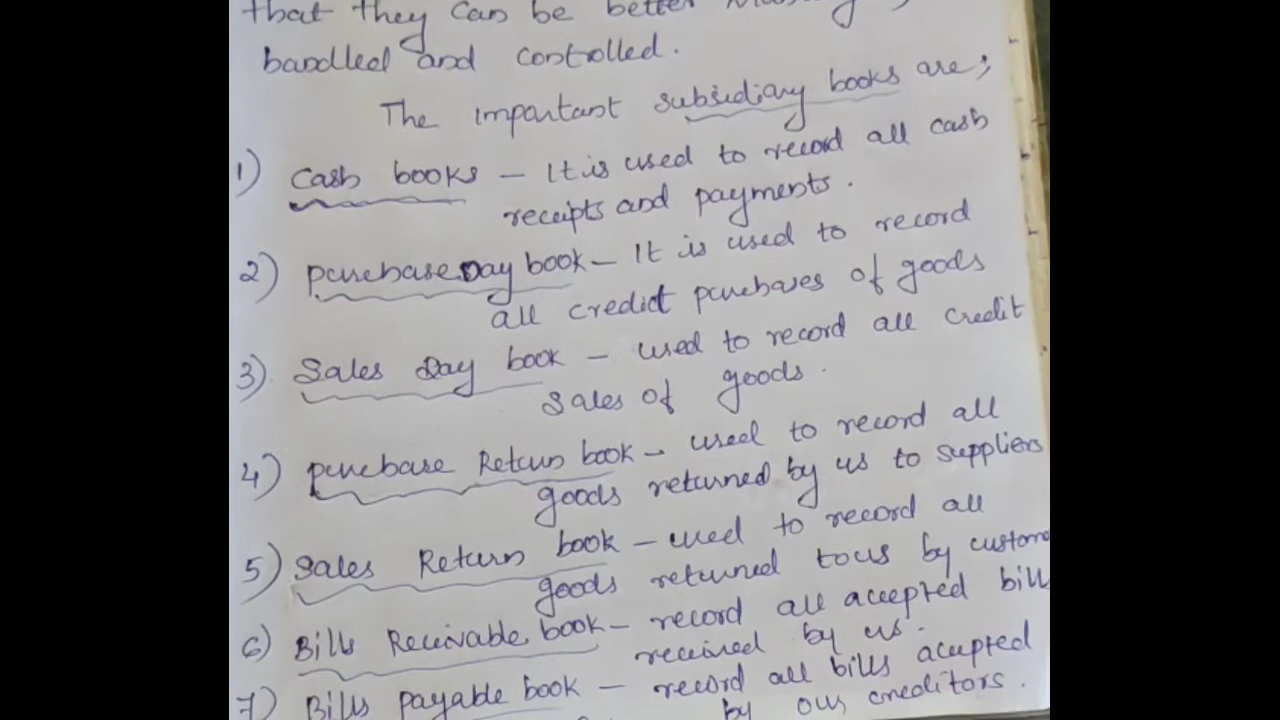 that they can be better
handled and controlled.
The important subsidiary books are;
1) Cash books - It is used to record all cash
receipts and payments.
2) purchase Day book - It is used to record
all credict purchases of goods
3) Sales Day book - used to record all credit
sales of goods.
4) purchase Return book - used to record all
goods returned by us to suppliers
5) Sales Return book - used to record all
goods returned to us by custome
6) Bills Receivable book - record all accepted bill
received by us.
7) Bills payable book - record all bills accepted
by our creditors.